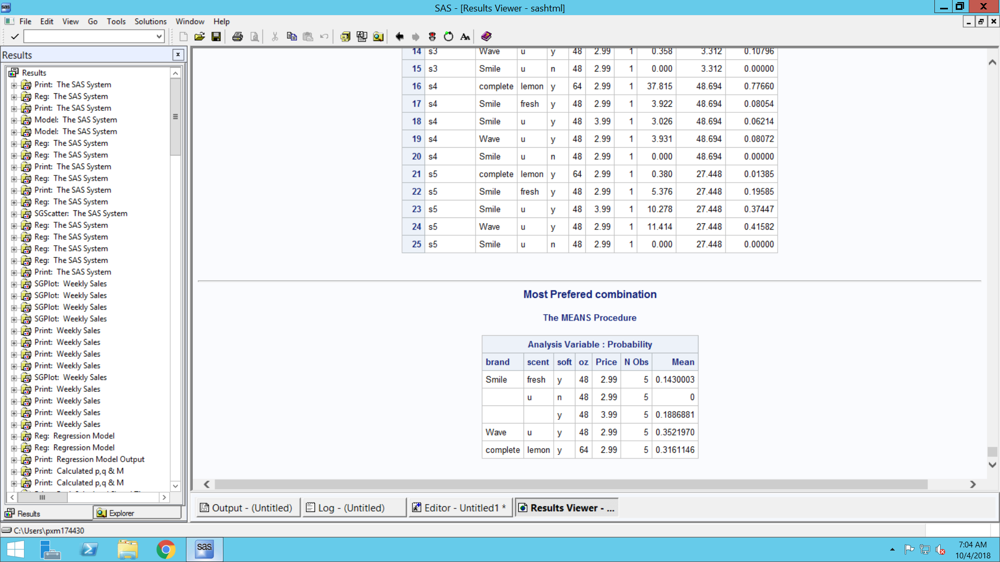 sas SAS - [Results Viewer - sashtml]
File Edit View Go Tools Solutions Window Help
Results
Results
Print: The SAS System
Reg: The SAS System
Print: The SAS System
Model: The SAS System
Model: The SAS System
Reg: The SAS System
Reg: The SAS System
Print: The SAS System
Reg: The SAS System
Print: The SAS System
Reg: The SAS System
SGScatter: The SAS System
Reg: The SAS System
Reg: The SAS System
Reg: The SAS System
Reg: The SAS System
Print: The SAS System
SGPlot: Weekly Sales
SGPlot: Weekly Sales
SGPlot: Weekly Sales
SGPlot: Weekly Sales
Print: Weekly Sales
Print: Weekly Sales
Print: Weekly Sales
Print: Weekly Sales
SGPlot: Weekly Sales
Print: Weekly Sales
Print: Weekly Sales
Print: Weekly Sales
Print: Weekly Sales
Reg: Regression Model
Reg: Regression Model
Print: Regression Model Output
Print: Calculated p,q & M
Print: Calculated p,q & M
Results Explorer
14 s3 Wave u y 48 2.99 1 0.358 3.312 0.10796
15 s3 Smile u n 48 2.99 1 0.000 3.312 0.00000
16 s4 complete lemon y 64 2.99 1 37.815 48.694 0.77660
17 s4 Smile fresh y 48 2.99 1 3.922 48.694 0.08054
18 s4 Smile u y 48 3.99 1 3.026 48.694 0.06214
19 s4 Wave u y 48 2.99 1 3.931 48.694 0.08072
20 s4 Smile u n 48 2.99 1 0.000 48.694 0.00000
21 s5 complete lemon y 64 2.99 1 0.380 27.448 0.01385
22 s5 Smile fresh y 48 2.99 1 5.376 27.448 0.19585
23 s5 Smile u y 48 3.99 1 10.278 27.448 0.37447
24 s5 Wave u y 48 2.99 1 11.414 27.448 0.41582
25 s5 Smile u n 48 2.99 1 0.000 27.448 0.00000
Most Prefered combination
The MEANS Procedure
Analysis Variable : Probability
brand scent soft oz Price N Obs Mean
Smile fresh y 48 2.99 5 0.1430003
u n 48 2.99 5 0
y 48 3.99 5 0.1886881
Wave u y 48 2.99 5 0.3521970
complete lemon y 64 2.99 5 0.3161146
Output - (Untitled) Log - (Untitled) Editor - Untitled1 * Results Viewer - ...
C:\Users\pxm174430
sas
7:04 AM
10/4/2018